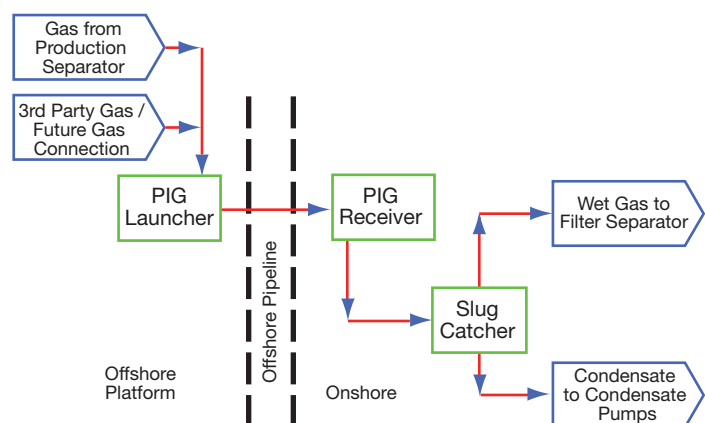 Gas from
Production
Separator
3rd Party Gas /
Future Gas
Connection
PIG
Launcher
Offshore Pipeline
PIG
Receiver
Wet Gas to
Filter Separator
Slug
Catcher
Offshore
Platform
Onshore
Condensate
to Condensate
Pumps